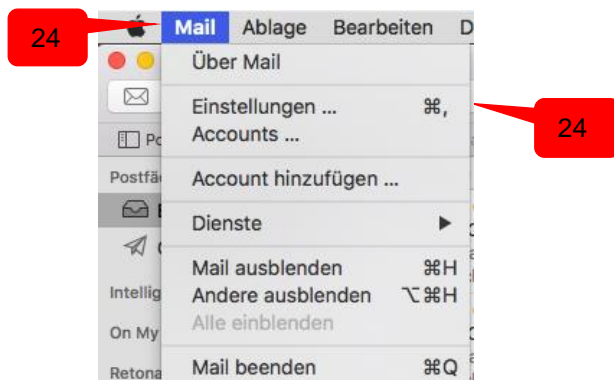 24
Mail Ablage Bearbeiten D
Über Mail
Einstellungen ... ⌘,
24
Accounts ...
Po
Account hinzufügen ...
Postfä
E
Dienste ▶
Mail ausblenden ⌘H
Andere ausblenden ⌥⌘H
Intellig
Alle einblenden
On My
Mail beenden ⌘Q
Retona